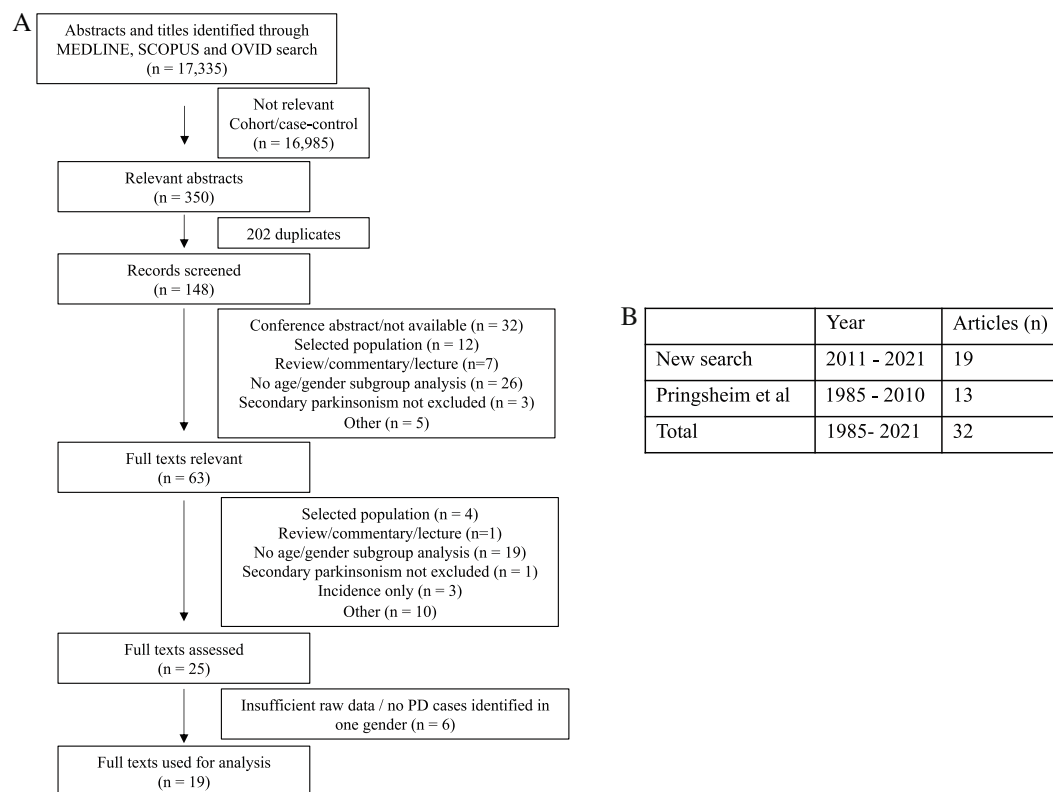 A
Abstracts and titles identified through
MEDLINE, SCOPUS and OVID search
(n = 17,335)
Not relevant
Cohort/case-control
(n = 16,985)
Relevant abstracts
(n = 350)
202 duplicates
Records screened
(n = 148)
Conference abstract/not available (n = 32)
Selected population (n = 12)
Review/commentary/lecture (n=7)
No age/gender subgroup analysis (n = 26)
Secondary parkinsonism not excluded (n = 3)
Other (n = 5)
Full texts relevant
(n = 63)
Selected population (n = 4)
Review/commentary/lecture (n=1)
No age/gender subgroup analysis (n = 19)
Secondary parkinsonism not excluded (n = 1)
Incidence only (n = 3)
Other (n = 10)
Full texts assessed
(n = 25)
Insufficient raw data / no PD cases identified in
one gender (n = 6)
Full texts used for analysis
(n = 19)
B
Year Articles (n)
New search 2011 - 2021 19
Pringsheim et al 1985 - 2010 13
Total 1985- 2021 32